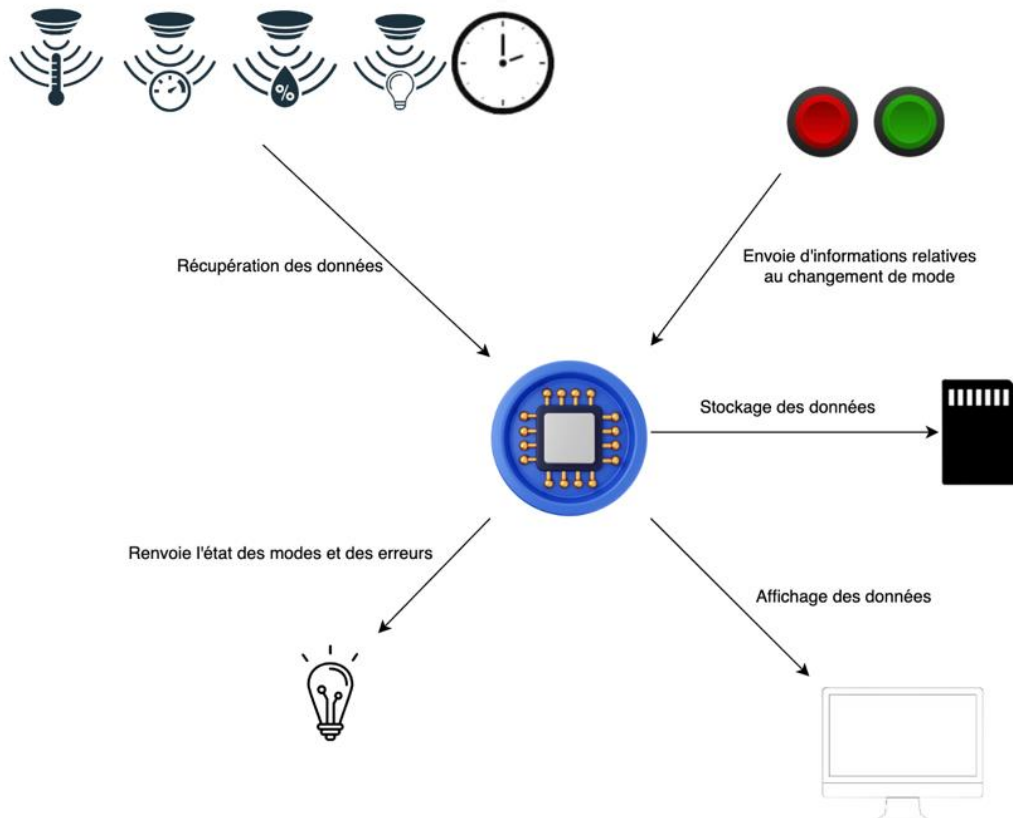 %
Récupération des données
Envoie d'informations relatives
au changement de mode
Stockage des données
Renvoie l'état des modes et des erreurs
Affichage des données